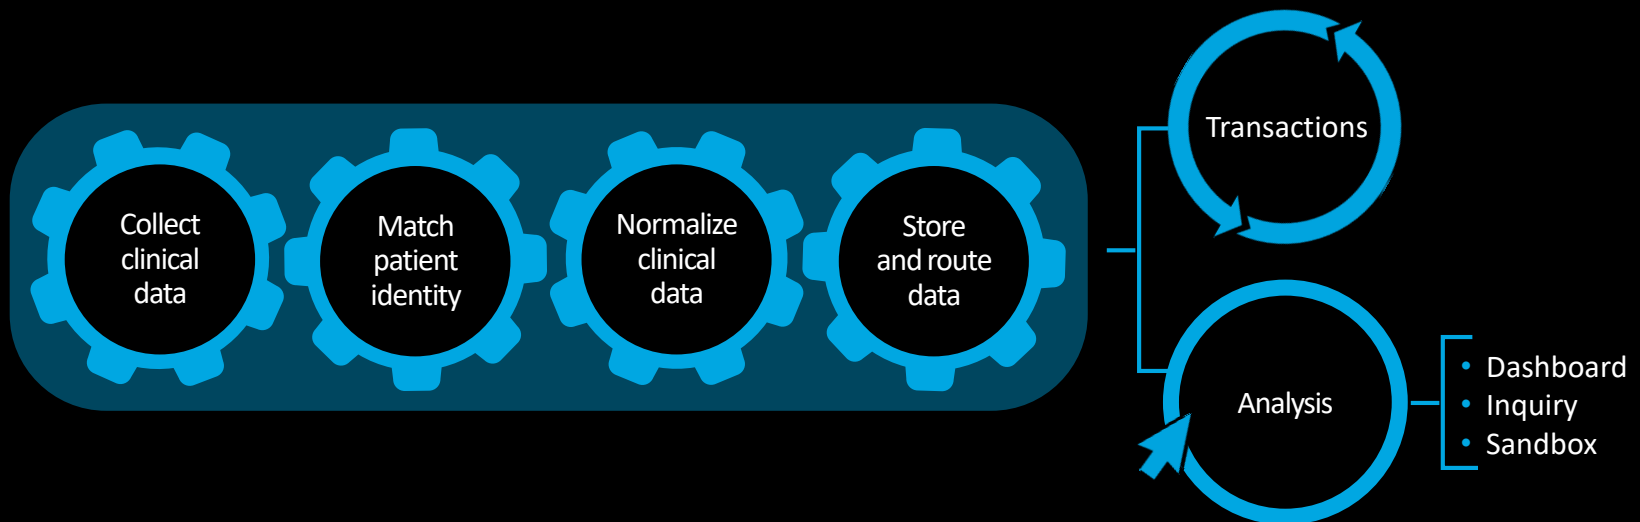 Collect
clinical
data
Match
patient
identity
Normalize
clinical
data
Store
and route
data
Transactions
Analysis
• Dashboard
• Inquiry
• Sandbox